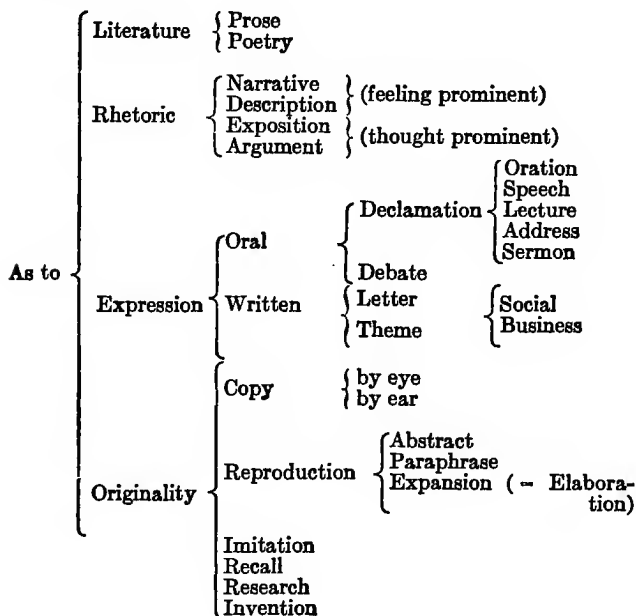 Literature { Prose
Poetry
Narrative
Description } (feeling prominent)
Rhetoric { Exposition
Argument } (thought prominent)
Oration
Speech
Declamation { Lecture
Address
Oral { Sermon
As to { Debate
Expression { Written { Letter { Social
Theme Business
Copy { by eye
by ear
Abstract
Reproduction { Paraphrase
Originality { Expansion ( = Elabora-
tion)
Imitation
Recall
Research
Invention